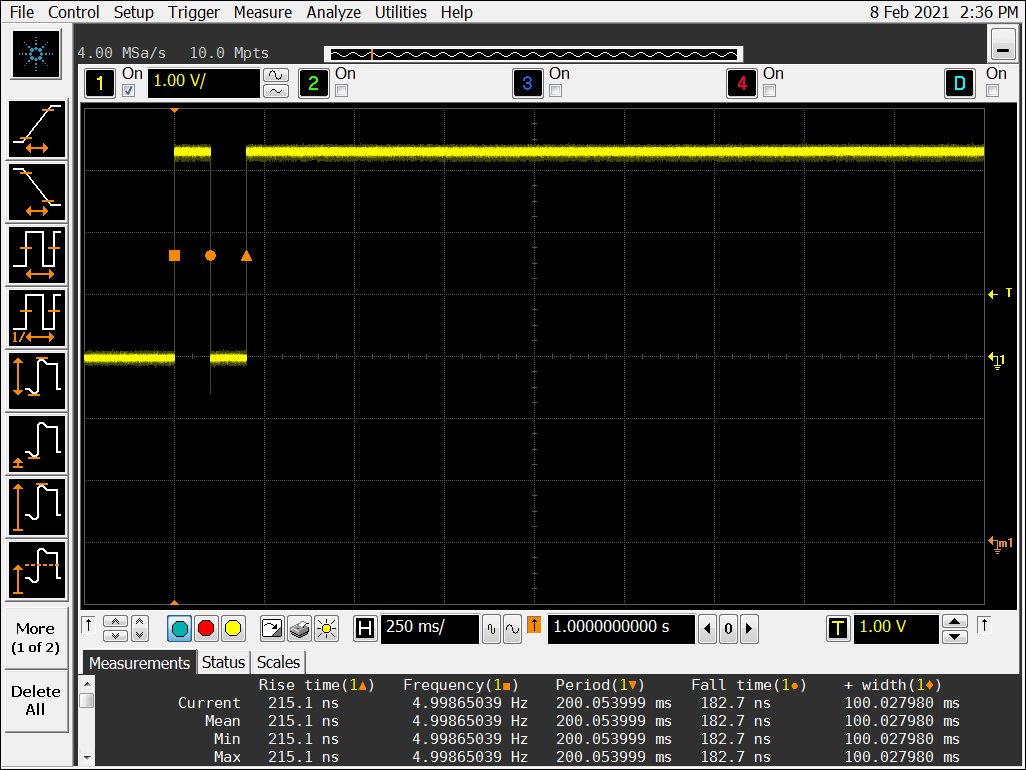 File Control Setup Trigger Measure Analyze Utilities Help 8 Feb 2021 2:36 PM
4.00 MSa/s 10.0 Mpts
1 On 1.00 V/ 2 On 3 On 4 On D On
T
1
m1
1/
More
(1 of 2)
Delete
All
H 250 ms/ 1.0000000000 s 0 T 1.00 V
Measurements Status Scales
Rise time(1▲) Frequency(1■) Period(1▼) Fall time(1●) + width(1♦)
Current 215.1 ns 4.99865039 Hz 200.053999 ms 182.7 ns 100.027980 ms
Mean 215.1 ns 4.99865039 Hz 200.053999 ms 182.7 ns 100.027980 ms
Min 215.1 ns 4.99865039 Hz 200.053999 ms 182.7 ns 100.027980 ms
Max 215.1 ns 4.99865039 Hz 200.053999 ms 182.7 ns 100.027980 ms